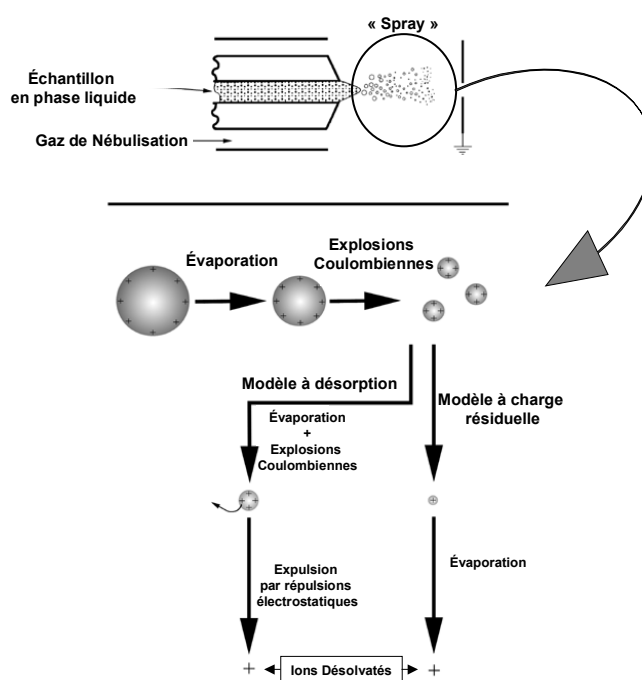 « Spray »
Échantillon
en phase liquide
Gaz de Nébulisation
Évaporation
Explosions
Coulombiennes
Modèle à désorption
Modèle à charge
résiduelle
Évaporation
+
Explosions
Coulombiennes
Expulsion
par répulsions
électrostatiques
Évaporation
+ Ions Désolvatés +